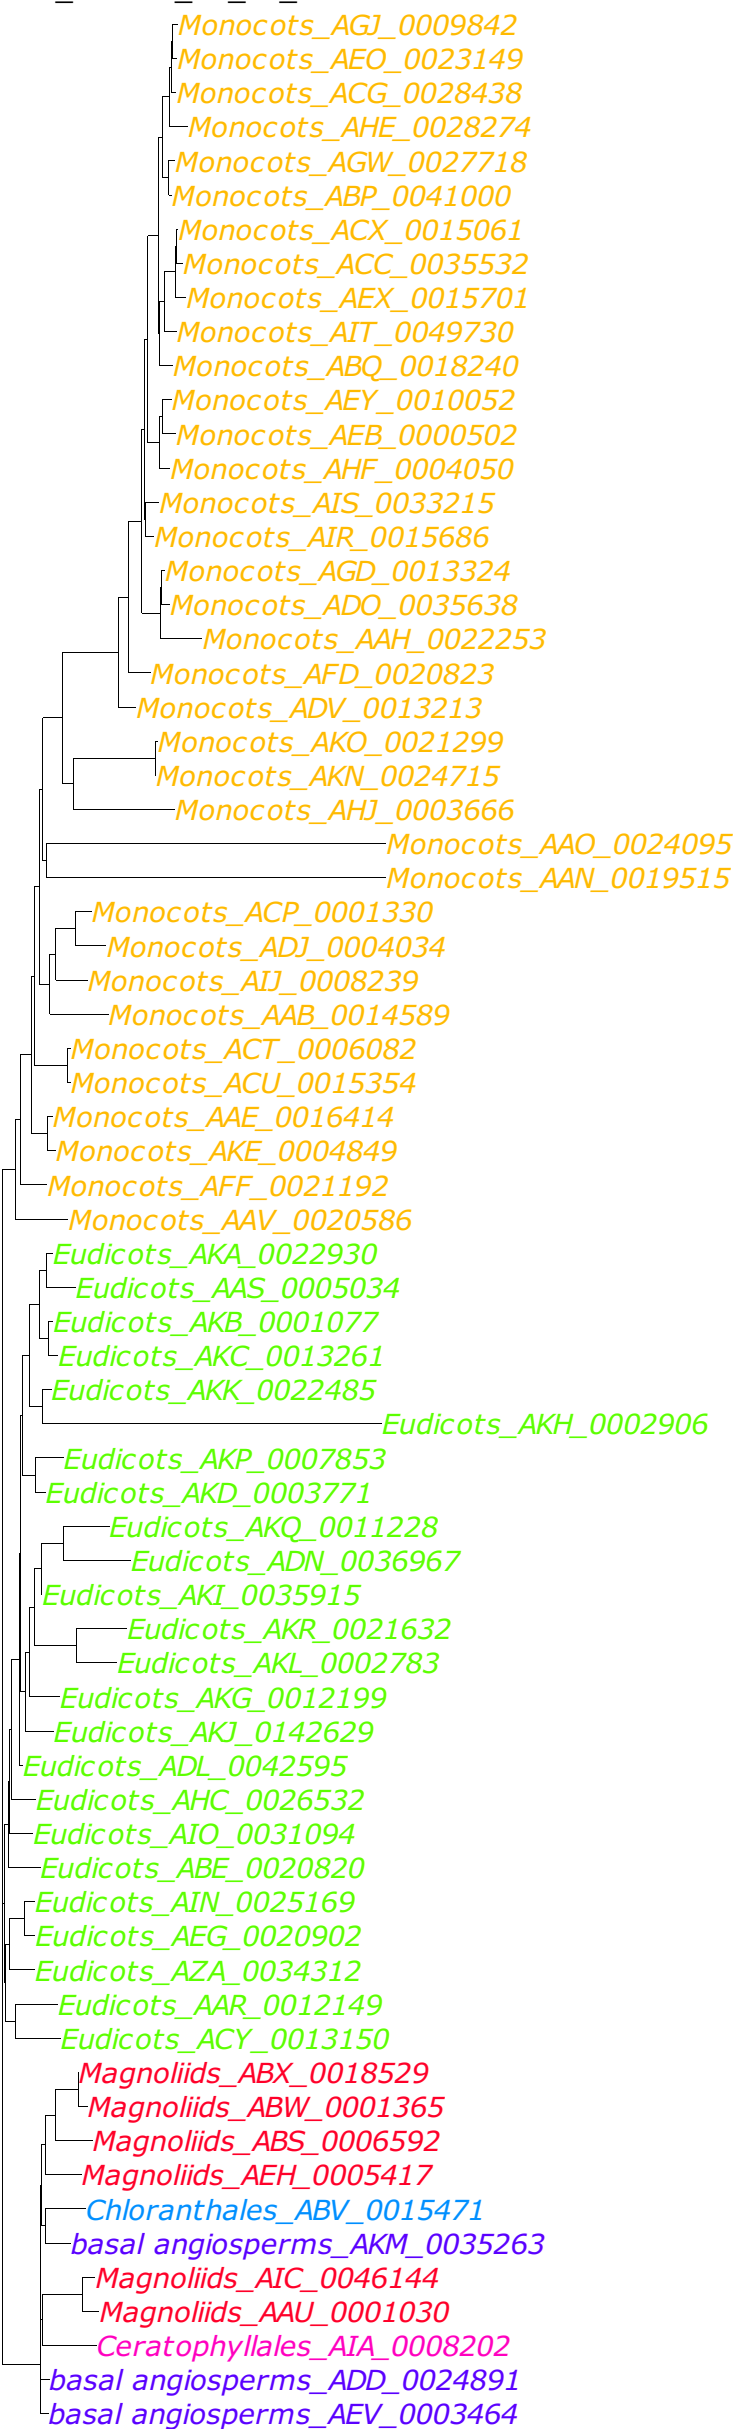 Monocots_AGJ_0009842
Monocots_AEO_0023149
Monocots_ACG_0028438
Monocots_AHE_0028274
Monocots_AGW_0027718
Monocots_ABP_0041000
Monocots_ACX_0015061
Monocots_ACC_0035532
Monocots_AEX_0015701
Monocots_AIT_0049730
Monocots_ABQ_0018240
Monocots_AEY_0010052
Monocots_AEB_0000502
Monocots_AHF_0004050
Monocots_AIS_0033215
Monocots_AIR_0015686
Monocots_AGD_0013324
Monocots_ADO_0035638
Monocots_AAH_0022253
Monocots_AFD_0020823
Monocots_ADV_0013213
Monocots_AKO_0021299
Monocots_AKN_0024715
Monocots_AHJ_0003666
Monocots_AAO_0024095
Monocots_AAN_0019515
Monocots_ACP_0001330
Monocots_ADJ_0004034
Monocots_AIJ_0008239
Monocots_AAB_0014589
Monocots_ACT_0006082
Monocots_ACU_0015354
Monocots_AAE_0016414
Monocots_AKE_0004849
Monocots_AFF_0021192
Monocots_AAV_0020586
Eudicots_AKA_0022930
Eudicots_AAS_0005034
Eudicots_AKB_0001077
Eudicots_AKC_0013261
Eudicots_AKK_0022485
Eudicots_AKH_0002906
Eudicots_AKP_0007853
Eudicots_AKD_0003771
Eudicots_AKQ_0011228
Eudicots_ADN_0036967
Eudicots_AKI_0035915
Eudicots_AKR_0021632
Eudicots_AKL_0002783
Eudicots_AKG_0012199
Eudicots_AKJ_0142629
Eudicots_ADL_0042595
Eudicots_AHC_0026532
Eudicots_AIO_0031094
Eudicots_ABE_0020820
Eudicots_AIN_0025169
Eudicots_AEG_0020902
Eudicots_AZA_0034312
Eudicots_AAR_0012149
Eudicots_ACY_0013150
Magnoliids_ABX_0018529
Magnoliids_ABW_0001365
Magnoliids_ABS_0006592
Magnoliids_AEH_0005417
Chloranthales_ABV_0015471
basal angiosperms_AKM_0035263
Magnoliids_AIC_0046144
Magnoliids_AAU_0001030
Ceratophyllales_AIA_0008202
basal angiosperms_ADD_0024891
basal angiosperms_AEV_0003464